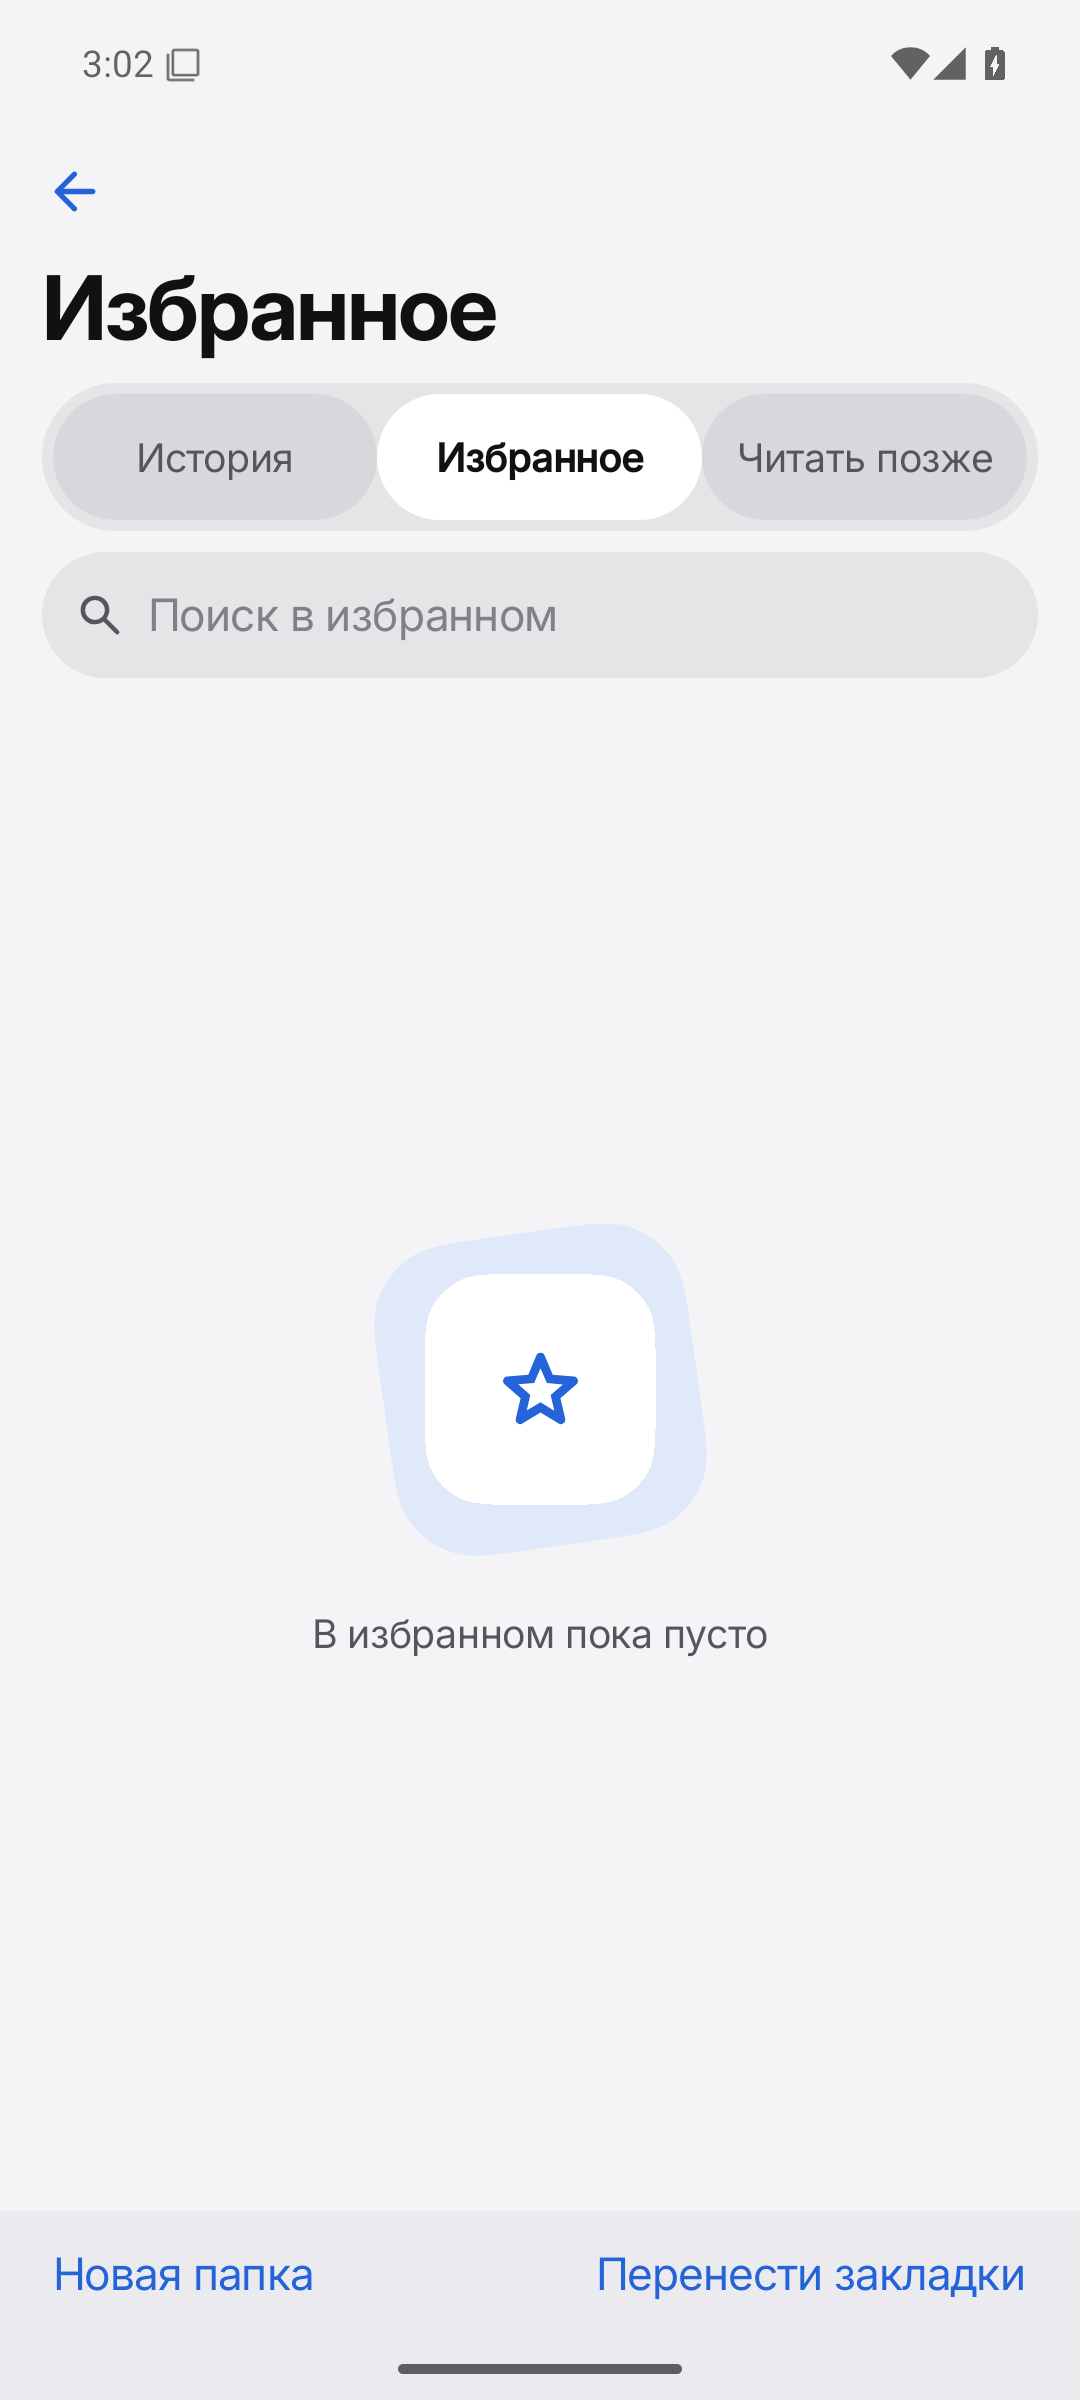 3:02
Избранное
История
Избранное
Читать позже
Поиск в избранном
В избранном пока пусто
Новая папка
Перенести закладки